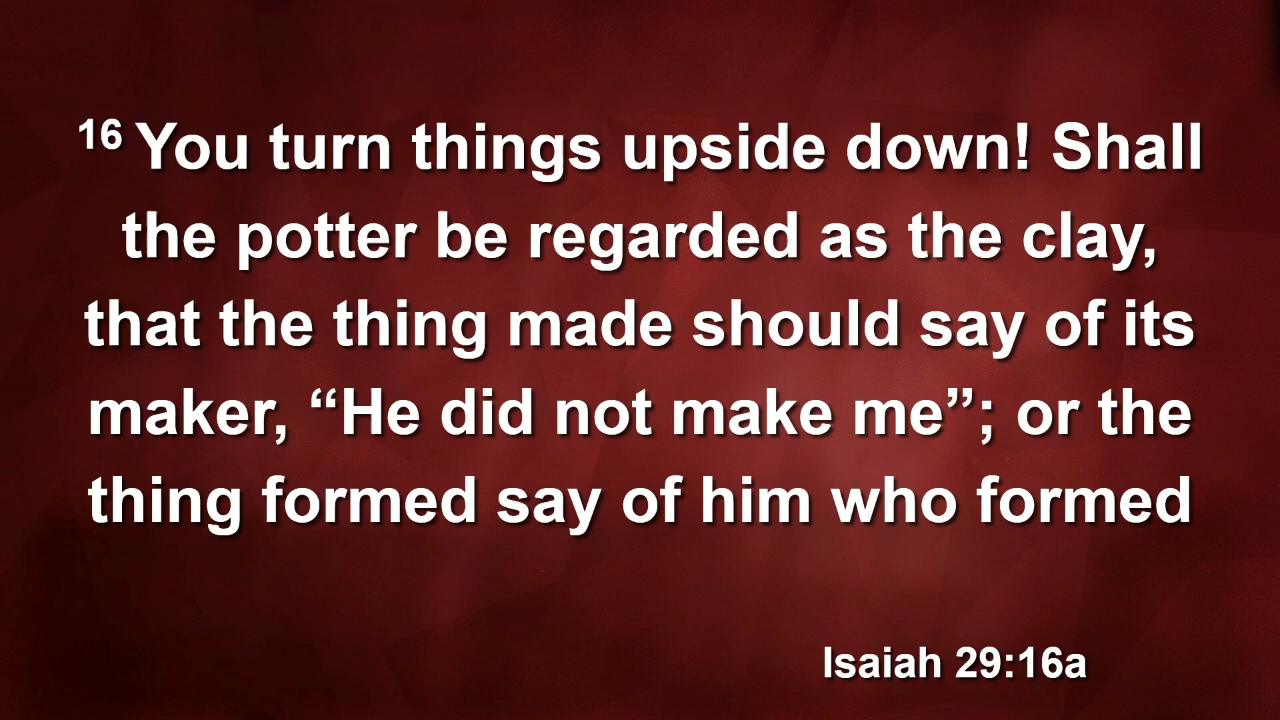 16 You turn things upside down! Shall
the potter be regarded as the clay,
that the thing made should say of its
maker, “He did not make me”; or the
thing formed say of him who formed
Isaiah 29:16a